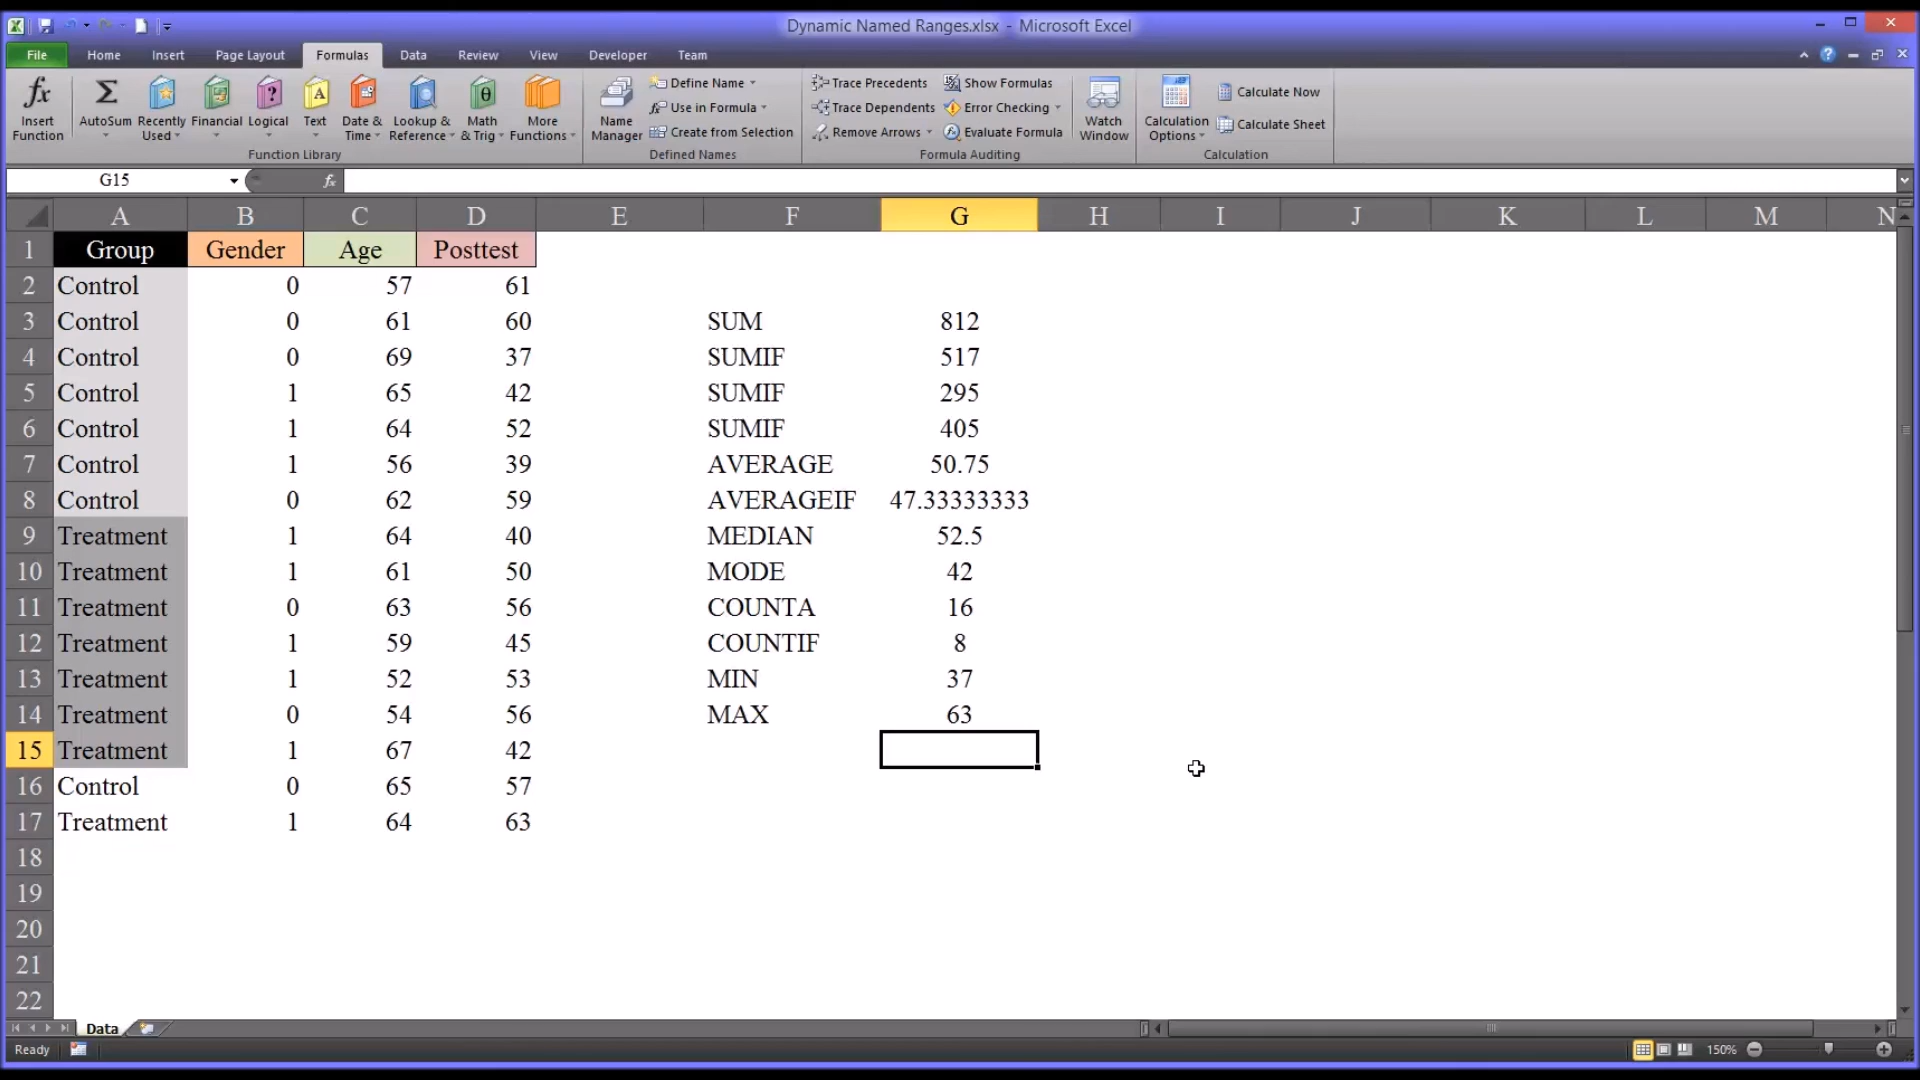 Dynamic Named Ranges.xlsx - Microsoft Excel
File Home Insert Page Layout Formulas Data Review View Developer Team
fx Insert Function
Σ AutoSum
Recently Used
Financial
? Logical
A Text
Date & Time
Lookup & Reference
θ Math & Trig
More Functions
Function Library
Name Manager
Define Name
Use in Formula
Create from Selection
Defined Names
Trace Precedents
Trace Dependents
Remove Arrows
Show Formulas
Error Checking
Evaluate Formula
Formula Auditing
Watch Window
Calculation Options
Calculate Now
Calculate Sheet
Calculation
G15 fx
A B C D E F G H I J K L M N
1 Group Gender Age Posttest
2 Control 0 57 61
3 Control 0 61 60 SUM 812
4 Control 0 69 37 SUMIF 517
5 Control 1 65 42 SUMIF 295
6 Control 1 64 52 SUMIF 405
7 Control 1 56 39 AVERAGE 50.75
8 Control 0 62 59 AVERAGEIF 47.33333333
9 Treatment 1 64 40 MEDIAN 52.5
10 Treatment 1 61 50 MODE 42
11 Treatment 0 63 56 COUNTA 16
12 Treatment 1 59 45 COUNTIF 8
13 Treatment 1 52 53 MIN 37
14 Treatment 0 54 56 MAX 63
15 Treatment 1 67 42
16 Control 0 65 57
17 Treatment 1 64 63
18
19
20
21
22
Data
Ready 150%